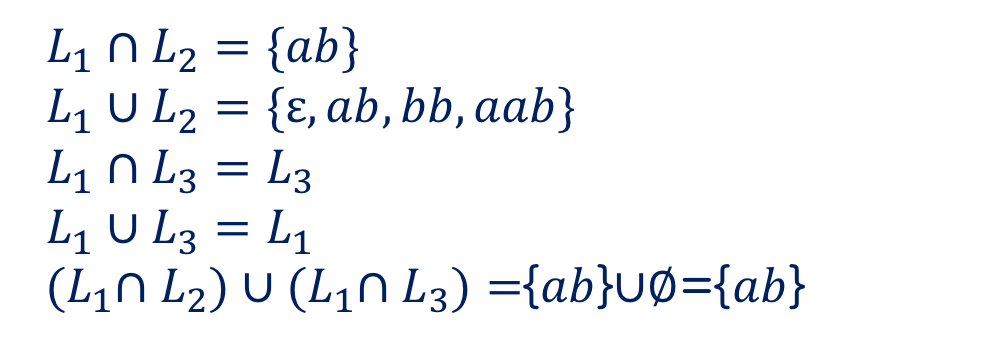 L₁ ∩ L₂ = {ab}
L₁ ∪ L₂ = {ε, ab, bb, aab}
L₁ ∩ L₃ = L₃
L₁ ∪ L₃ = L₁
(L₁∩ L₂) ∪ (L₁∩ L₃) ={ab}∪∅={ab}